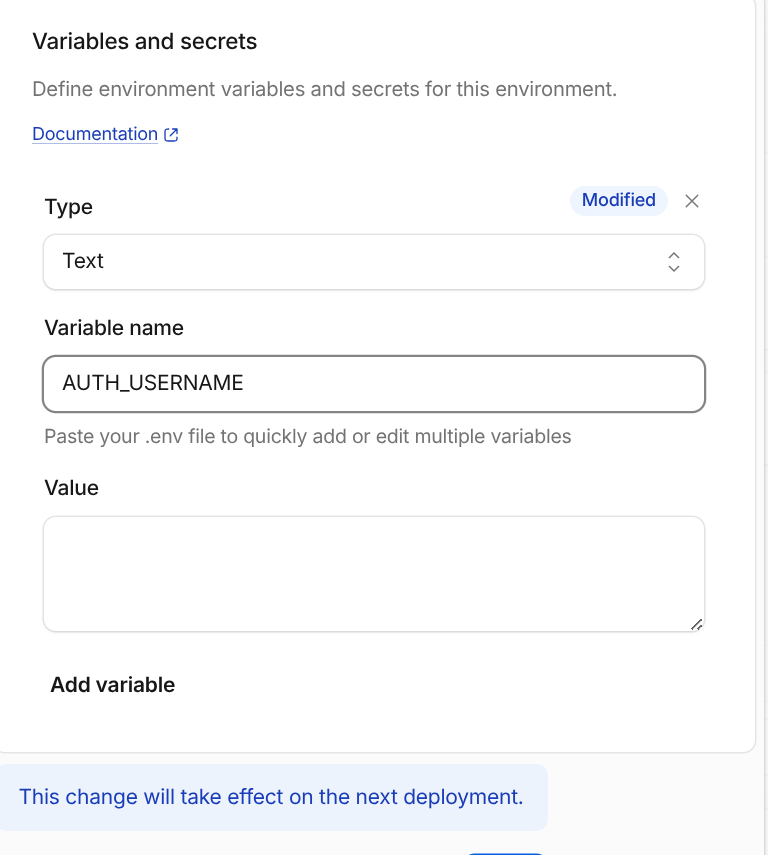 Variables and secrets
Define environment variables and secrets for this environment.
Documentation
Type
Modified
Text
Variable name
AUTH_USERNAME
Paste your .env file to quickly add or edit multiple variables
Value
Add variable
This change will take effect on the next deployment.